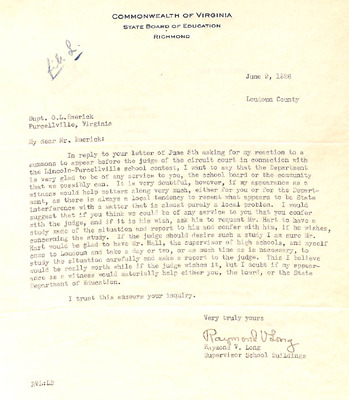 COMMONWEALTH OF VIRGINIA
STATE BOARD OF EDUCATION
RICHMOND
June 9, 1926
Loudoun County
Supt. O.L. Emerick
Purcellville, Virginia
My dear Mr. Emerick:
In reply to your letter of June 8th asking for my reaction to a
summons to appear before the judge of the circuit court in connection with
the Lincoln-Purcellville school contest, I want to say that the Department
is very glad to be of any service to you, the school board or the community
that we possibly can. It is very doubtful, however, if my appearance as a
witness would help matters along very much, either for you or for the Depart-
ment, as there is always a local tendency to resent what appears to be State
interference with a matter that is almost purely a local problem. I would
suggest that if you think we could be of any service to you that you confer
with the judge, and if it is his wish, ask his to request Mr. Hart to have a
study made of the situation and report to him and confer with him, if he wishes,
concerning the study. If the judge should desire such a study I am sure Mr.
Hart would be glad to have Mr. Hall, the supervisor of high schools, and myself
come to Loudoun and take a day or two, or as much time as is necessary, to
study the situation carefully and make a report to the judge. This I believe
would be really worth while if the judge wishes it, but I doubt if my appear-
ance as a witness would materially help either you, the board, or the State
Department of Education.
I trust this answers your inquiry.
Very truly yours
Raymond V Long
Raymond V. Long
Supervisor School Buildings
RVL:LS